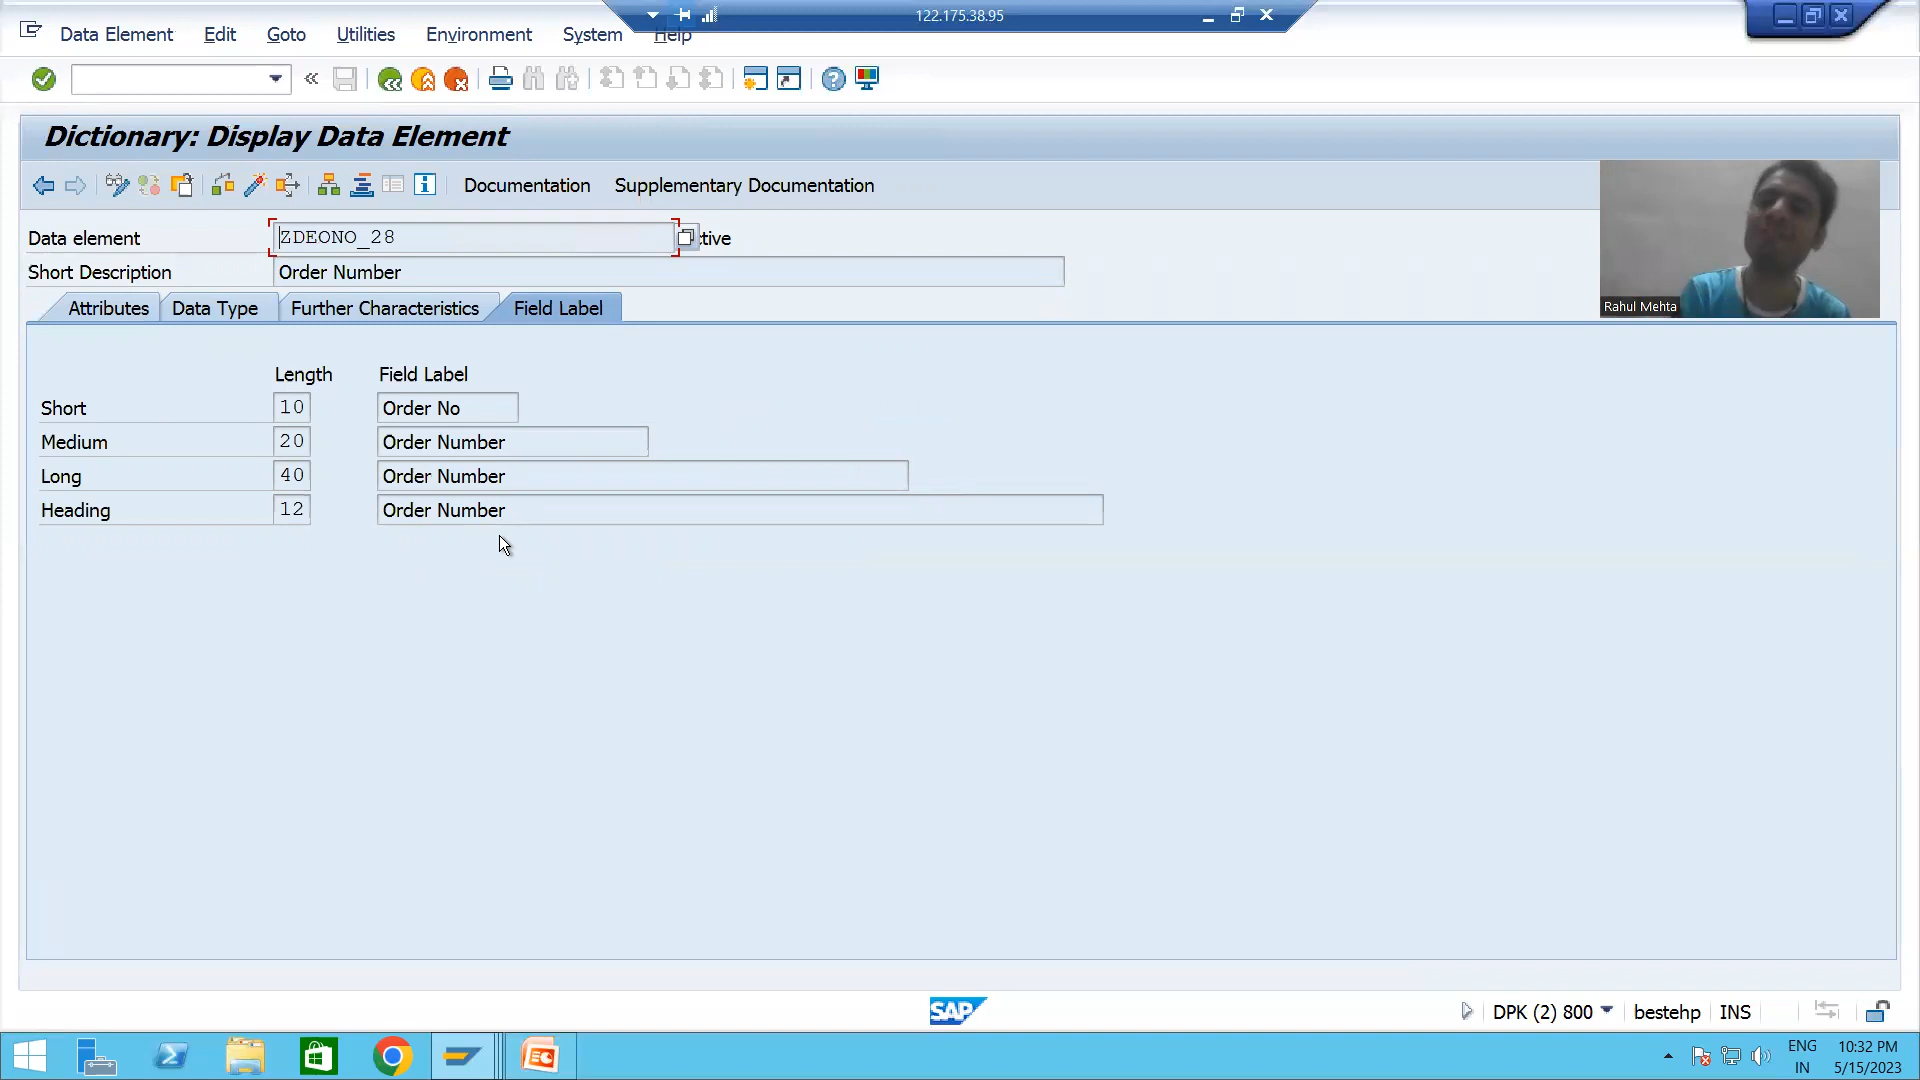 122.175.38.95
Data Element Edit Goto Utilities Environment System Help
Dictionary: Display Data Element
Documentation Supplementary Documentation
Data element ZDEONO_28 tive
Short Description Order Number
Attributes Data Type Further Characteristics Field Label
Rahul Mehta
Length Field Label
Short 10 Order No
Medium 20 Order Number
Long 40 Order Number
Heading 12 Order Number
SAP
DPK (2) 800 bestehp INS
ENG 10:32 PM
IN 5/15/2023